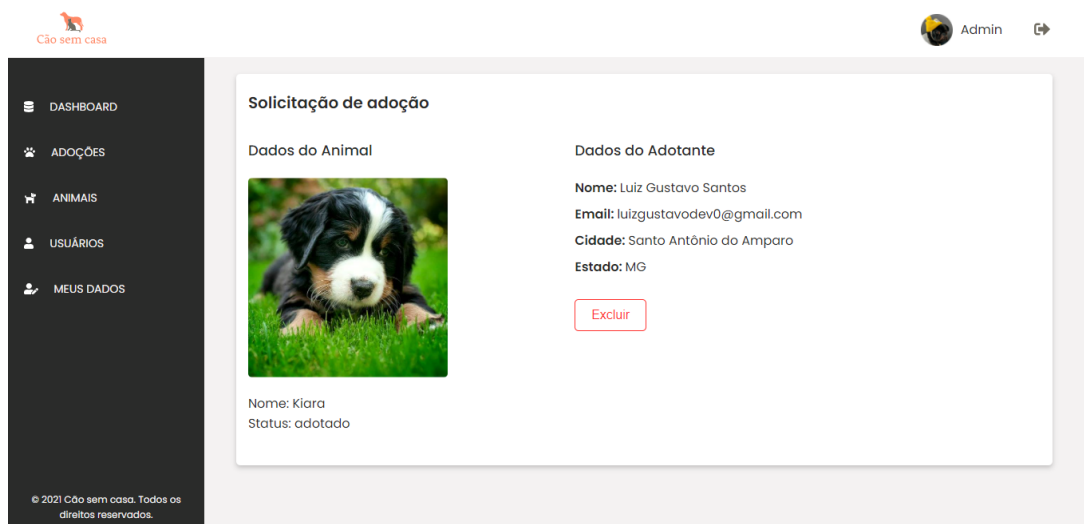 Cão sem casa
Admin
DASHBOARD
ADOÇÕES
ANIMAIS
USUÁRIOS
MEUS DADOS
© 2021 Cão sem casa. Todos os
direitos reservados.
Solicitação de adoção
Dados do Animal
Nome: Kiara
Status: adotado
Dados do Adotante
Nome: Luiz Gustavo Santos
Email: luizgustavodev0@gmail.com
Cidade: Santo Antônio do Amparo
Estado: MG
Excluir